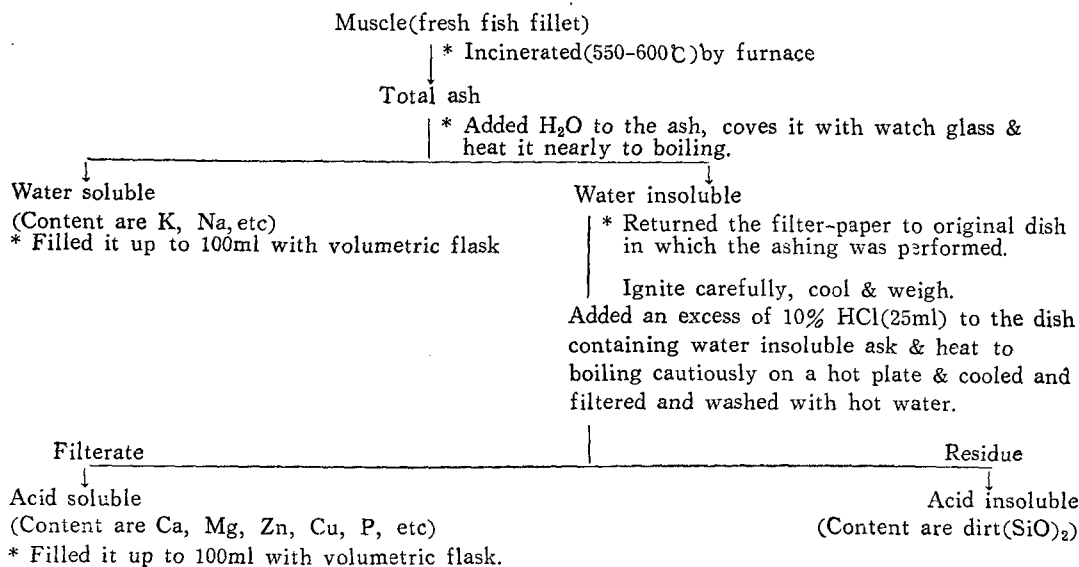 Muscle(fresh fish fillet)
* Incinerated(550-600℃)by furnace
Total ash
* Added H₂O to the ash, coves it with watch glass &
heat it nearly to boiling.
Water soluble
(Content are K, Na, etc)
* Filled it up to 100ml with volumetric flask
Water insoluble
* Returned the filter-paper to original dish
in which the ashing was performed.
Ignite carefully, cool & weigh.
Added an excess of 10% HCl(25ml) to the dish
containing water insoluble ask & heat to
boiling cautiously on a hot plate & cooled and
filtered and washed with hot water.
Filterate
Residue
Acid soluble
(Content are Ca, Mg, Zn, Cu, P, etc)
* Filled it up to 100ml with volumetric flask.
Acid insoluble
(Content are dirt(SiO)₂)